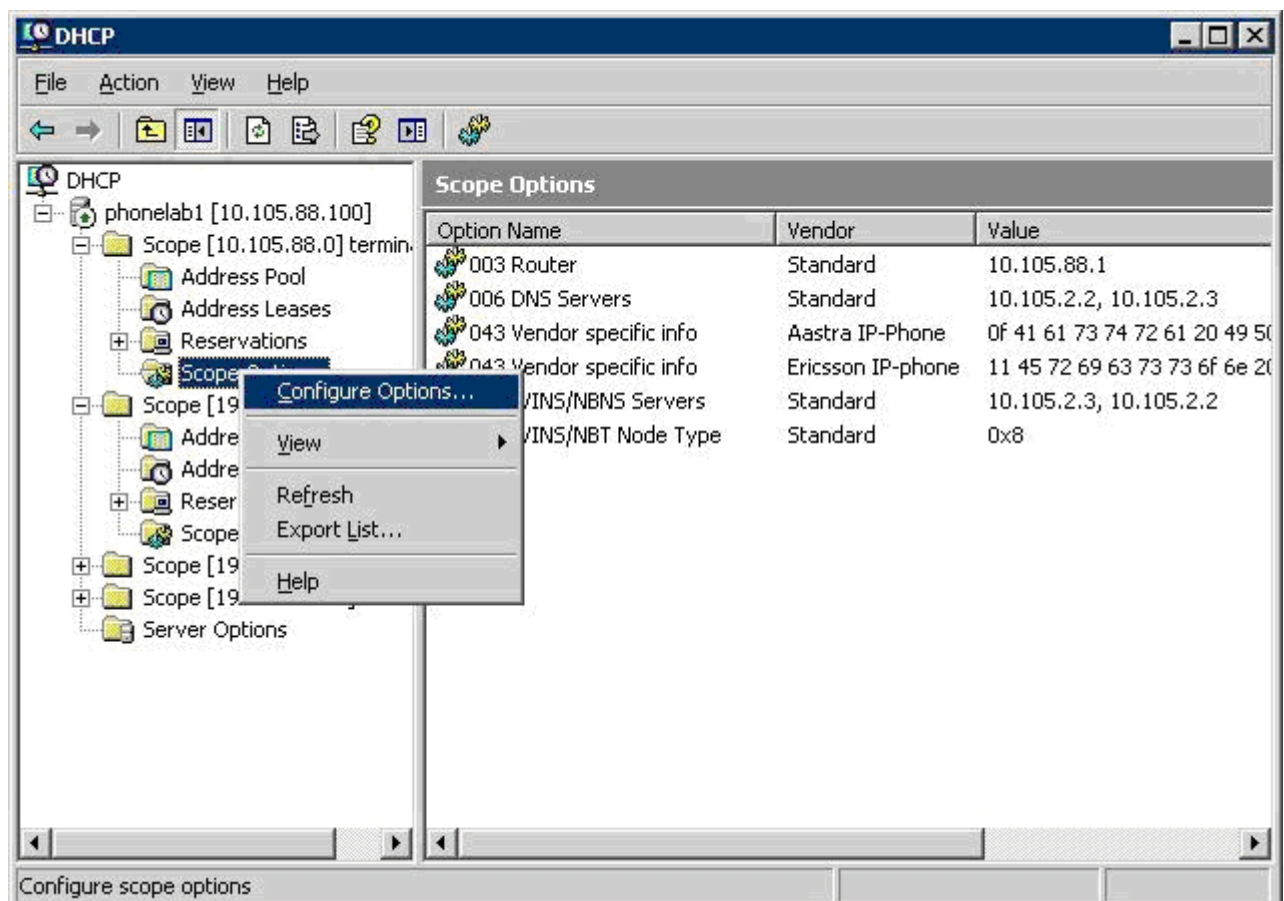 DHCP
File Action View Help
DHCP
phonelab1 [10.105.88.100]
Scope [10.105.88.0] termin
Address Pool
Address Leases
Reservations
Scope
Scope [19
Addre
Addre
Reser
Scope
Scope [19
Scope [19
Server Options
Configure Options...
View
Refresh
Export List...
Help
Scope Options
Option Name Vendor Value
003 Router Standard 10.105.88.1
006 DNS Servers Standard 10.105.2.2, 10.105.2.3
043 Vendor specific info Aastra IP-Phone 0f 41 61 73 74 72 61 20 49 50
043 Vendor specific info Ericsson IP-phone 11 45 72 69 63 73 73 6f 6e 20
WINS/NBNS Servers Standard 10.105.2.3, 10.105.2.2
WINS/NBT Node Type Standard 0x8
Configure scope options